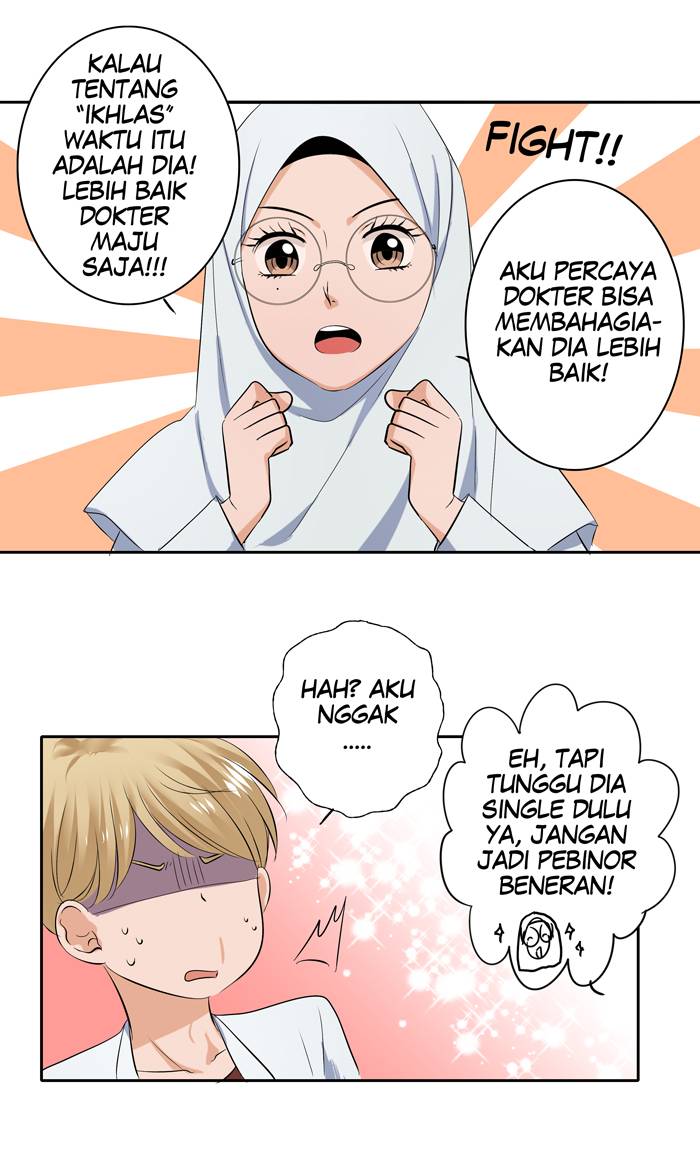 KALAU
TENTANG
"IKHLAS"
WAKTU ITU
ADALAH DIA!
LEBIH BAIK
DOKTER
MAJU
SAJA!!!
FIGHT!!
AKU PERCAYA
DOKTER BISA
MEMBAHAGIA-
KAN DIA LEBIH
BAIK!
HAH? AKU
NGGAK
.....
EH, TAPI
TUNGGU DIA
SINGLE DULU
YA, JANGAN
JADI PEBINOR
BENERAN!